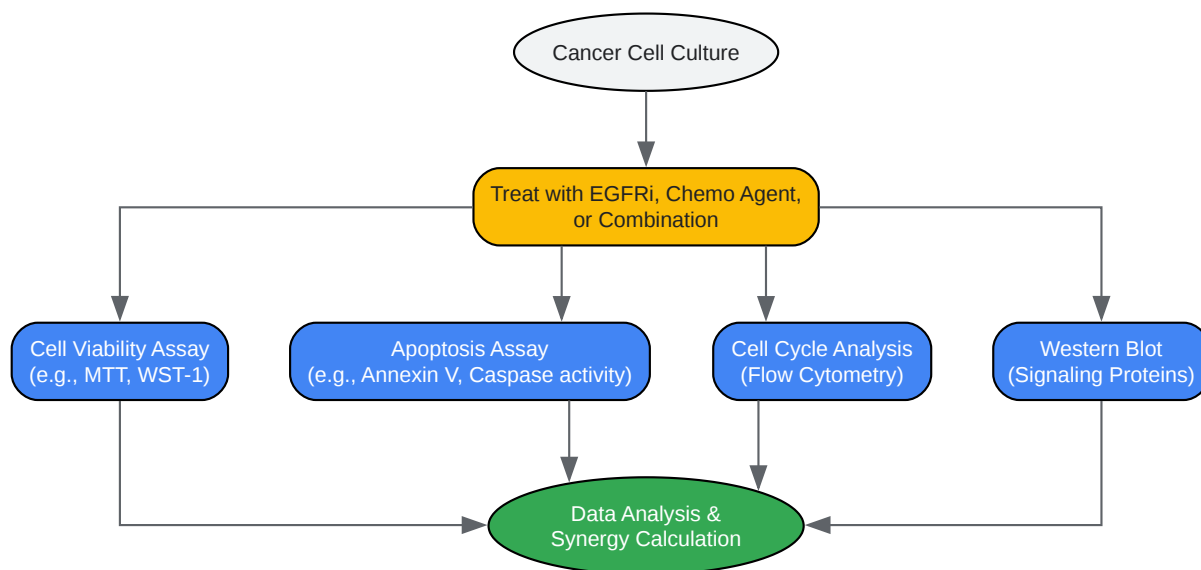 Cancer Cell Culture
Treat with EGFRi, Chemo Agent,
or Combination
Cell Viability Assay
(e.g., MTT, WST-1)
Apoptosis Assay
(e.g., Annexin V, Caspase activity)
Cell Cycle Analysis
(Flow Cytometry)
Western Blot
(Signaling Proteins)
Data Analysis &
Synergy Calculation